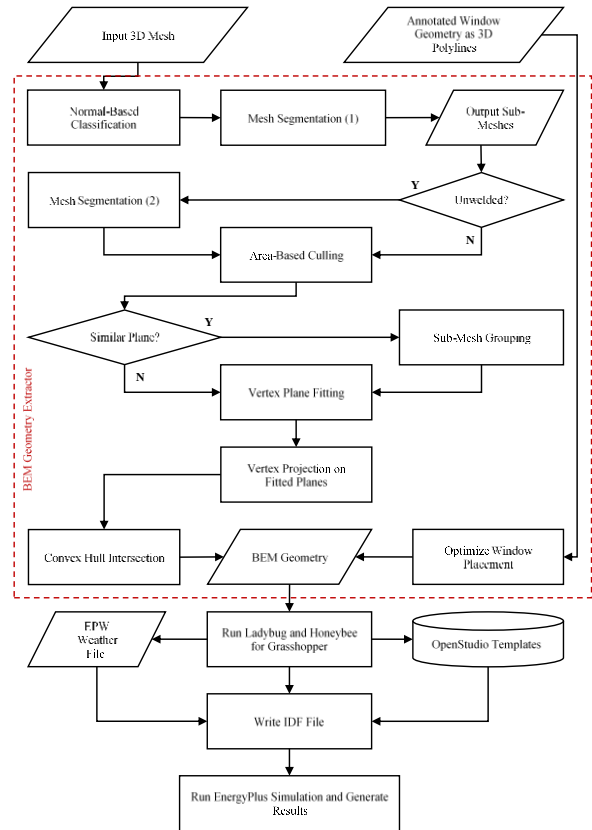 Input 3D Mesh
Annotated Window
Geometry as 3D
Polylines
Normal-Based
Classification
Mesh Segmentation (1)
Output Sub-
Meshes
Mesh Segmentation (2)
Y
Unwelded?
N
Area-Based Culling
Similar Plane?
Y
Sub-Mesh Grouping
N
Vertex Plane Fitting
BEM Geometry Extractor
Vertex Projection on
Fitted Planes
Convex Hull Intersection
BEM Geometry
Optimize Window
Placement
EPW
Weather
File
Run Ladybug and Honeybee
for Grasshopper
OpenStudio Templates
Write IDF File
Run EnergyPlus Simulation and Generate
Results